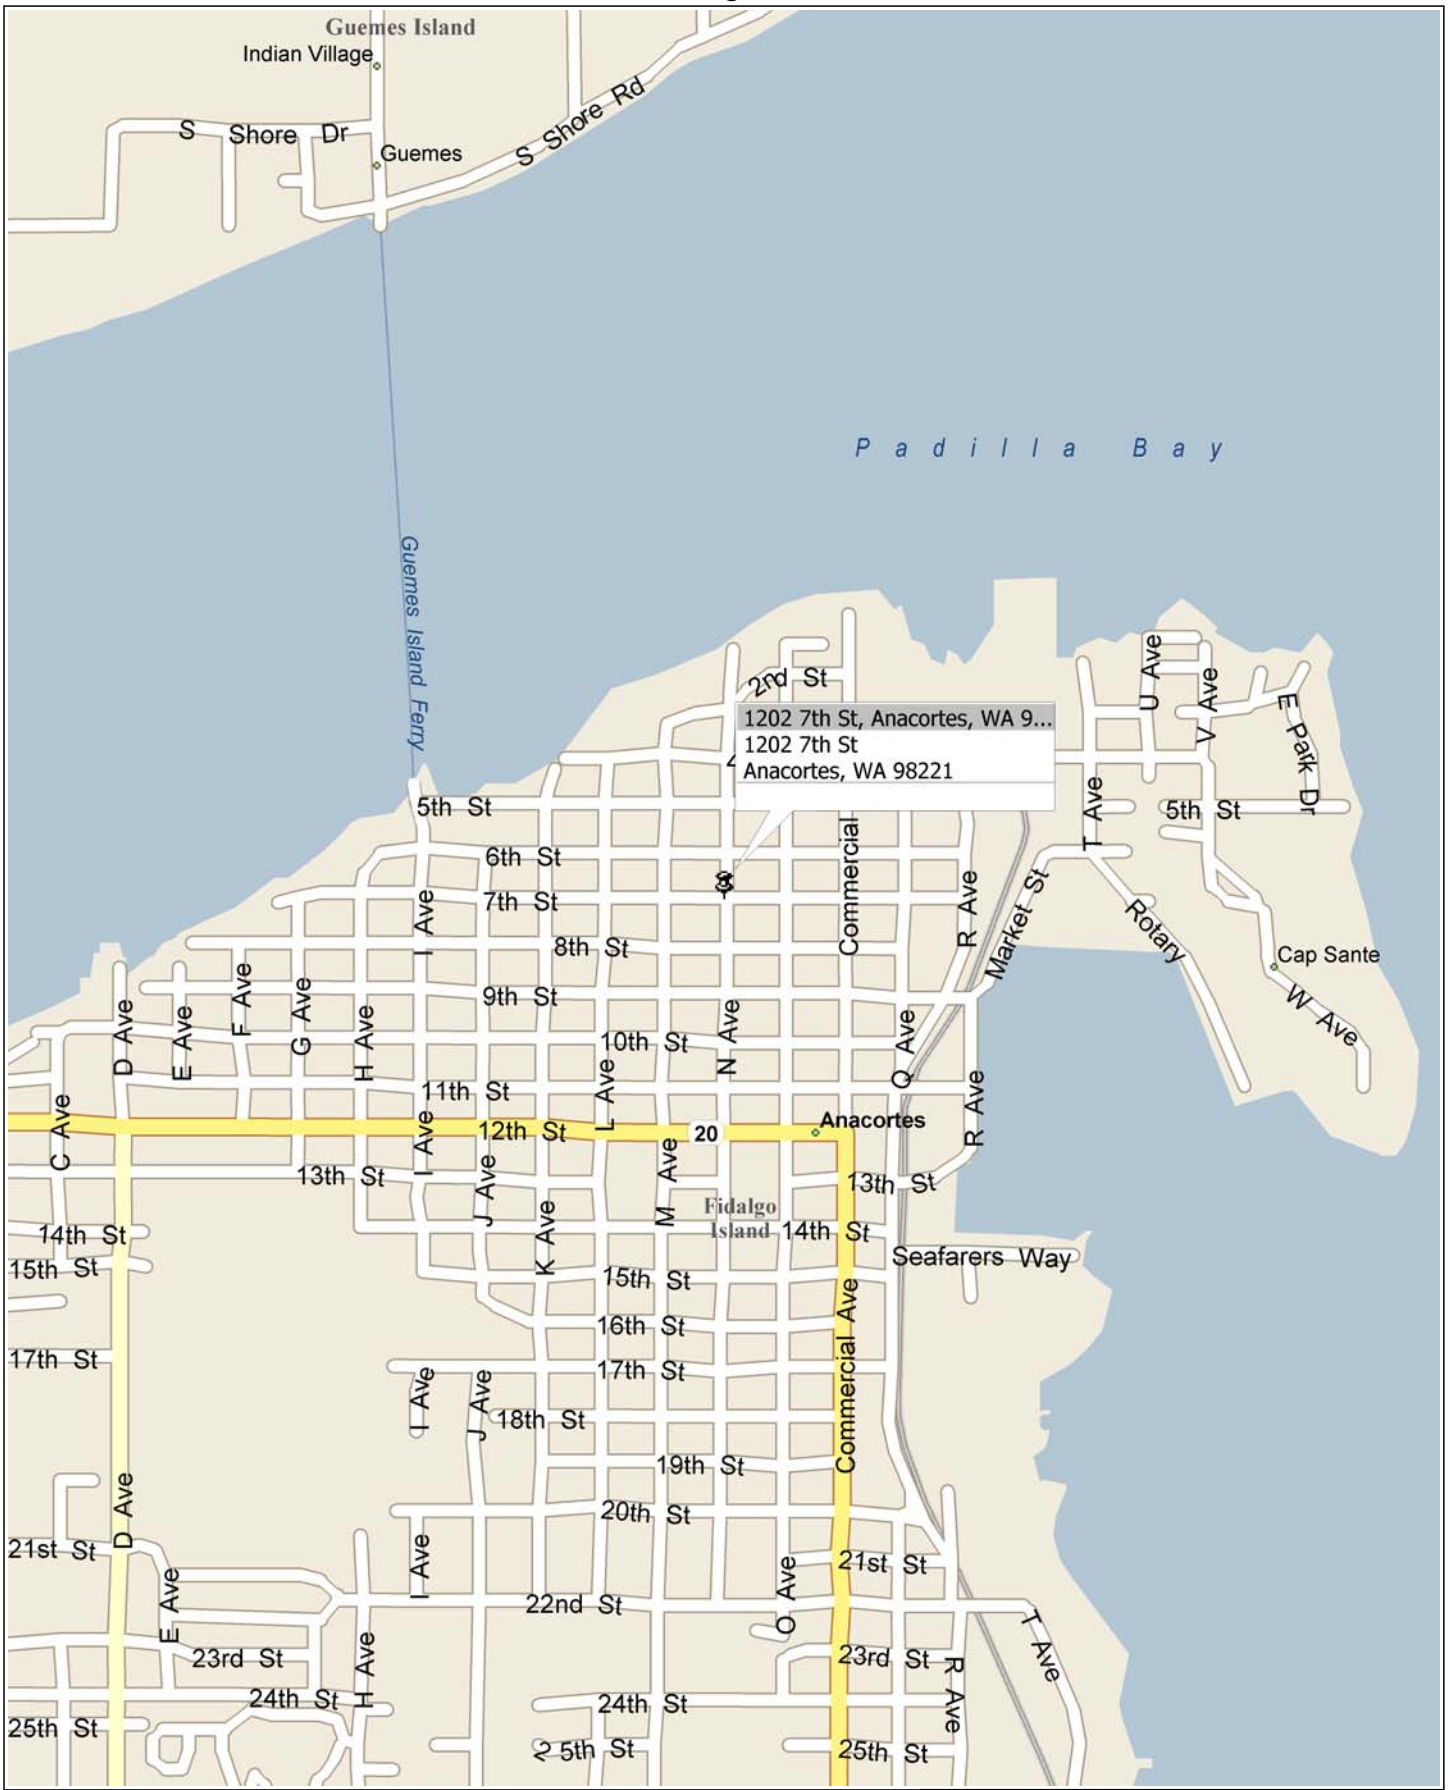 Guemes Island
Indian Village
S Shore Dr
S Shore Rd
Guemes
Padilla Bay
Guemes Island Ferry
2rd St
U Ave
V Ave
E Park Dr
1202 7th St, Anacortes, WA 9...
1202 7th St
Anacortes, WA 98221
4
T Ave
5th St
5th St
6th St
Commercial
7th St
I Ave
R Ave
Market St
Rotary
8th St
Cap Sante
W Ave
9th St
D Ave
E Ave
F Ave
G Ave
H Ave
N Ave
Q Ave
10th St
L Ave
11th St
R Ave
C Ave
I Ave
12th St
20
Anacortes
13th St
J Ave
M Ave
13th St
Fidalgo
Island
14th St
K Ave
14th St
Seafarers Way
15th St
15th St
Commercial Ave
16th St
17th St
17th St
I Ave
J Ave
18th St
19th St
D Ave
20th St
21st St
I Ave
21st St
E Ave
O Ave
22nd St
T Ave
23rd St
H Ave
23rd St
R Ave
24th St
24th St
25th St
25th St
25th St